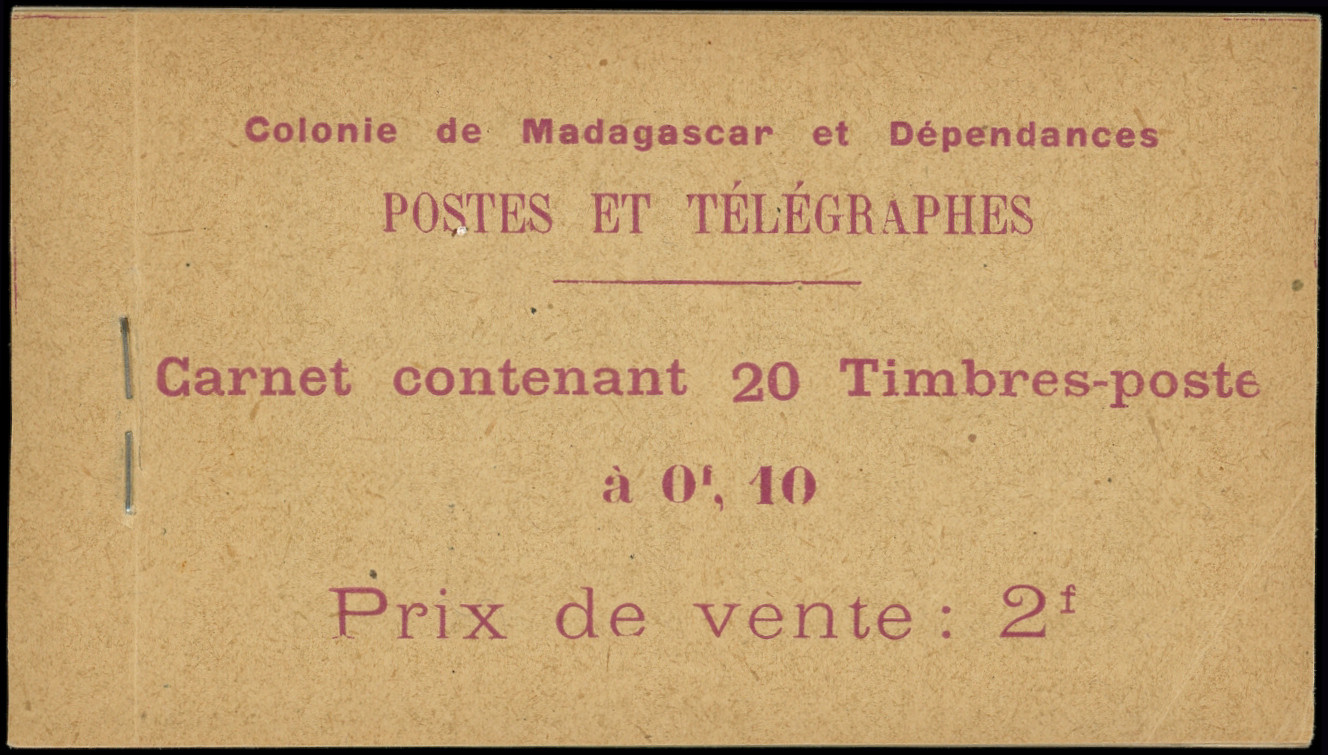 Colonie de Madagascar et Dépendances
POSTES ET TÉLÉGRAPHES
Carnet contenant 20 Timbres-poste
à 0ᶠ, 10
Prix de vente : 2ᶠ